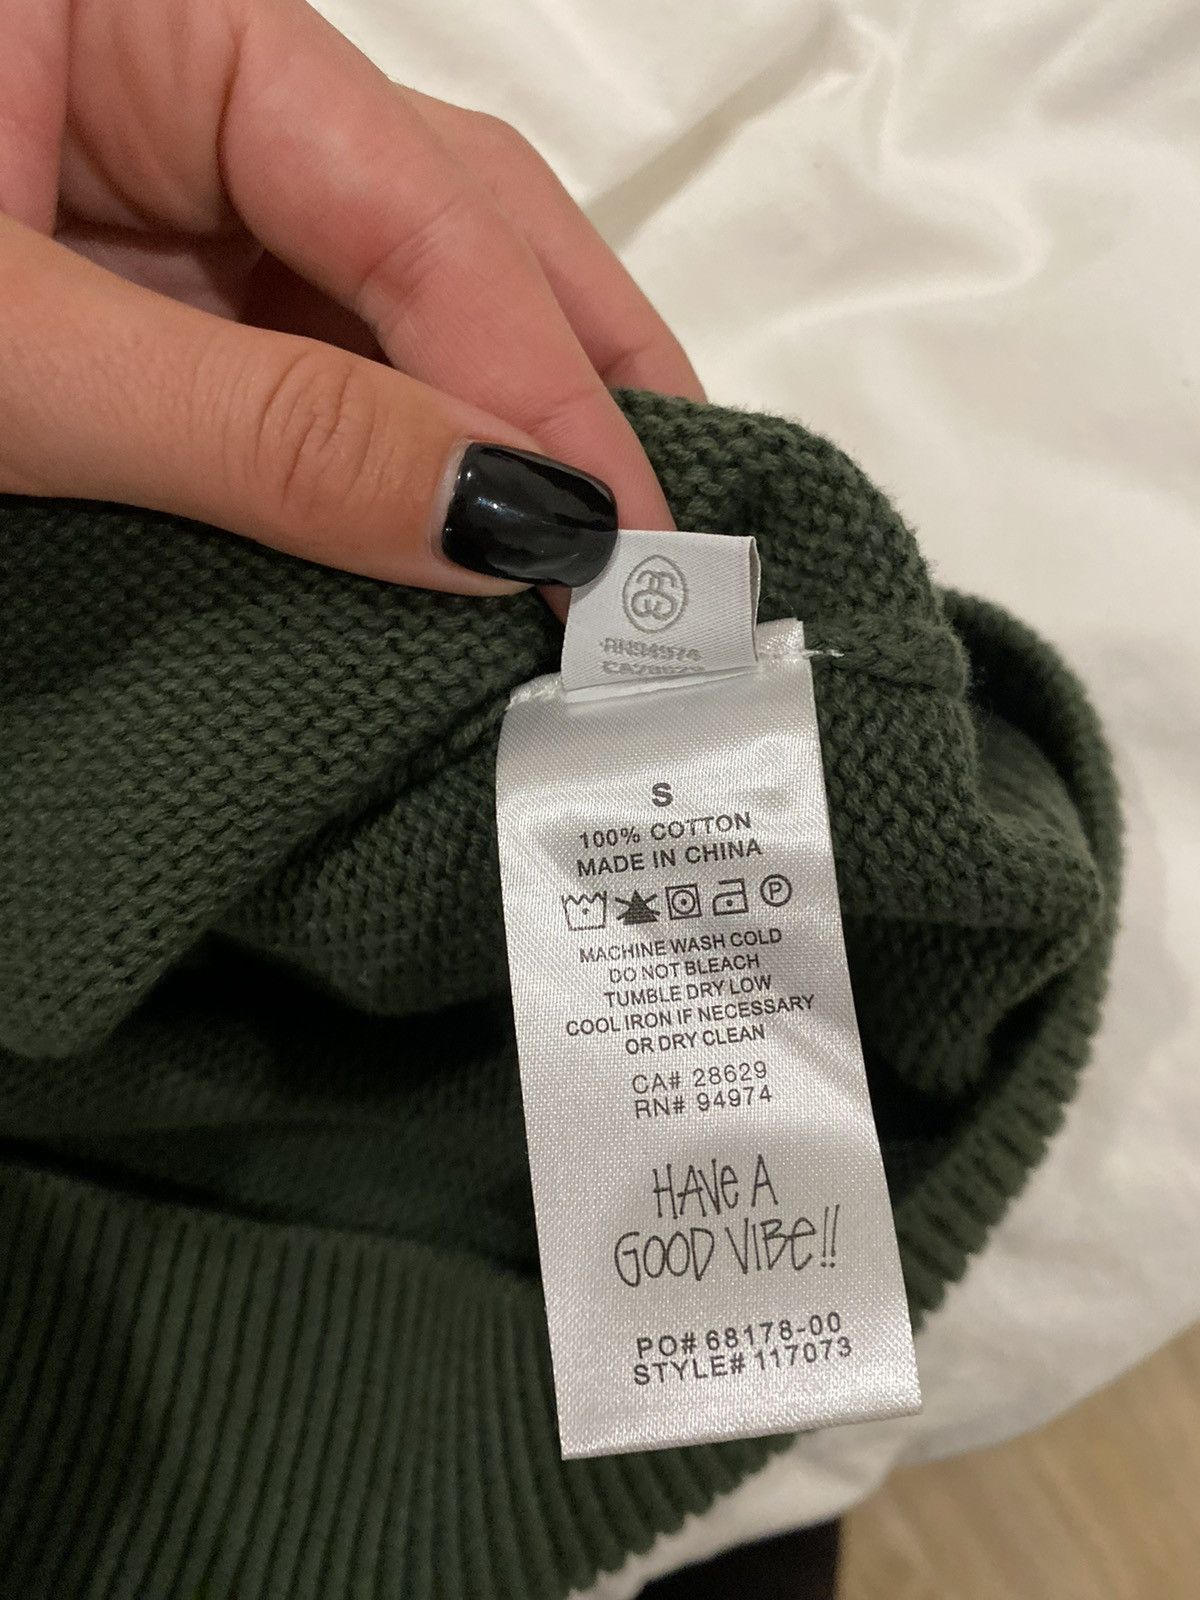 RN94974
S
100% COTTON
MADE IN CHINA
P
MACHINE WASH COLD
DO NOT BLEACH
TUMBLE DRY LOW
COOL IRON IF NECESSARY
OR DRY CLEAN
CA# 28629
RN# 94974
HAVE A
GOOD VIBE!!
PO# 68178-00
STYLE# 117073